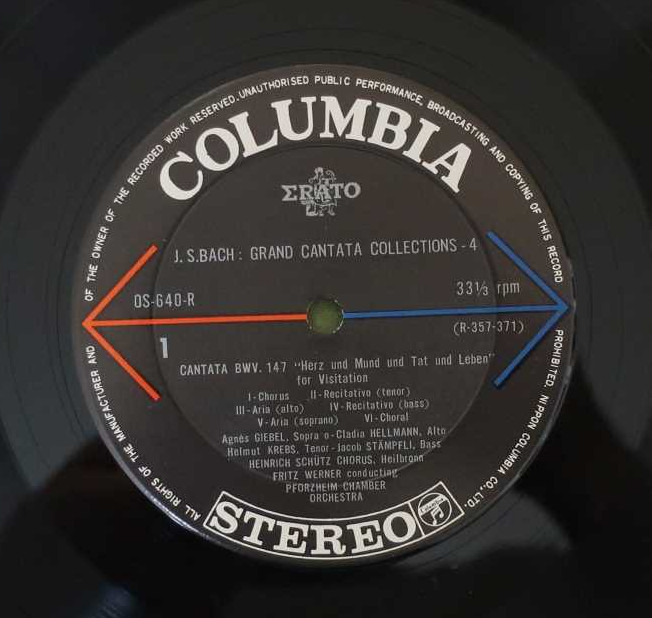 ALL RIGHTS OF THE MANUFACTURER AND OF THE OWNER OF THE RECORDED WORK RESERVED. UNAUTHORISED PUBLIC PERFORMANCE, BROADCASTING AND COPYING OF THIS RECORD PROHIBITED. NIPPON COLUMBIA CO., LTD.
COLUMBIA
ΣRATO
J.S.BACH: GRAND CANTATA COLLECTIONS-4
OS-640-R 33⅓ rpm
(R-357-371)
1
CANTATA BWV. 147 "Herz und Mund und Tat und Leben"
for Visitation
I-Chorus II-Recitativo (tenor)
III-Aria (alto) IV-Recitativo (bass)
V-Aria (soprano) VI-Choral
Agnès GIEBEL, Sopra o-Cladia HELLMANN, Alto
Helmut KREBS, Tenor-Jacob STÄMPFLI, Bass
HEINRICH SCHÜTZ CHORUS, Heilbronn
FRITZ WERNER conducting
PFORZHEIM CHAMBER
ORCHESTRA
STEREO